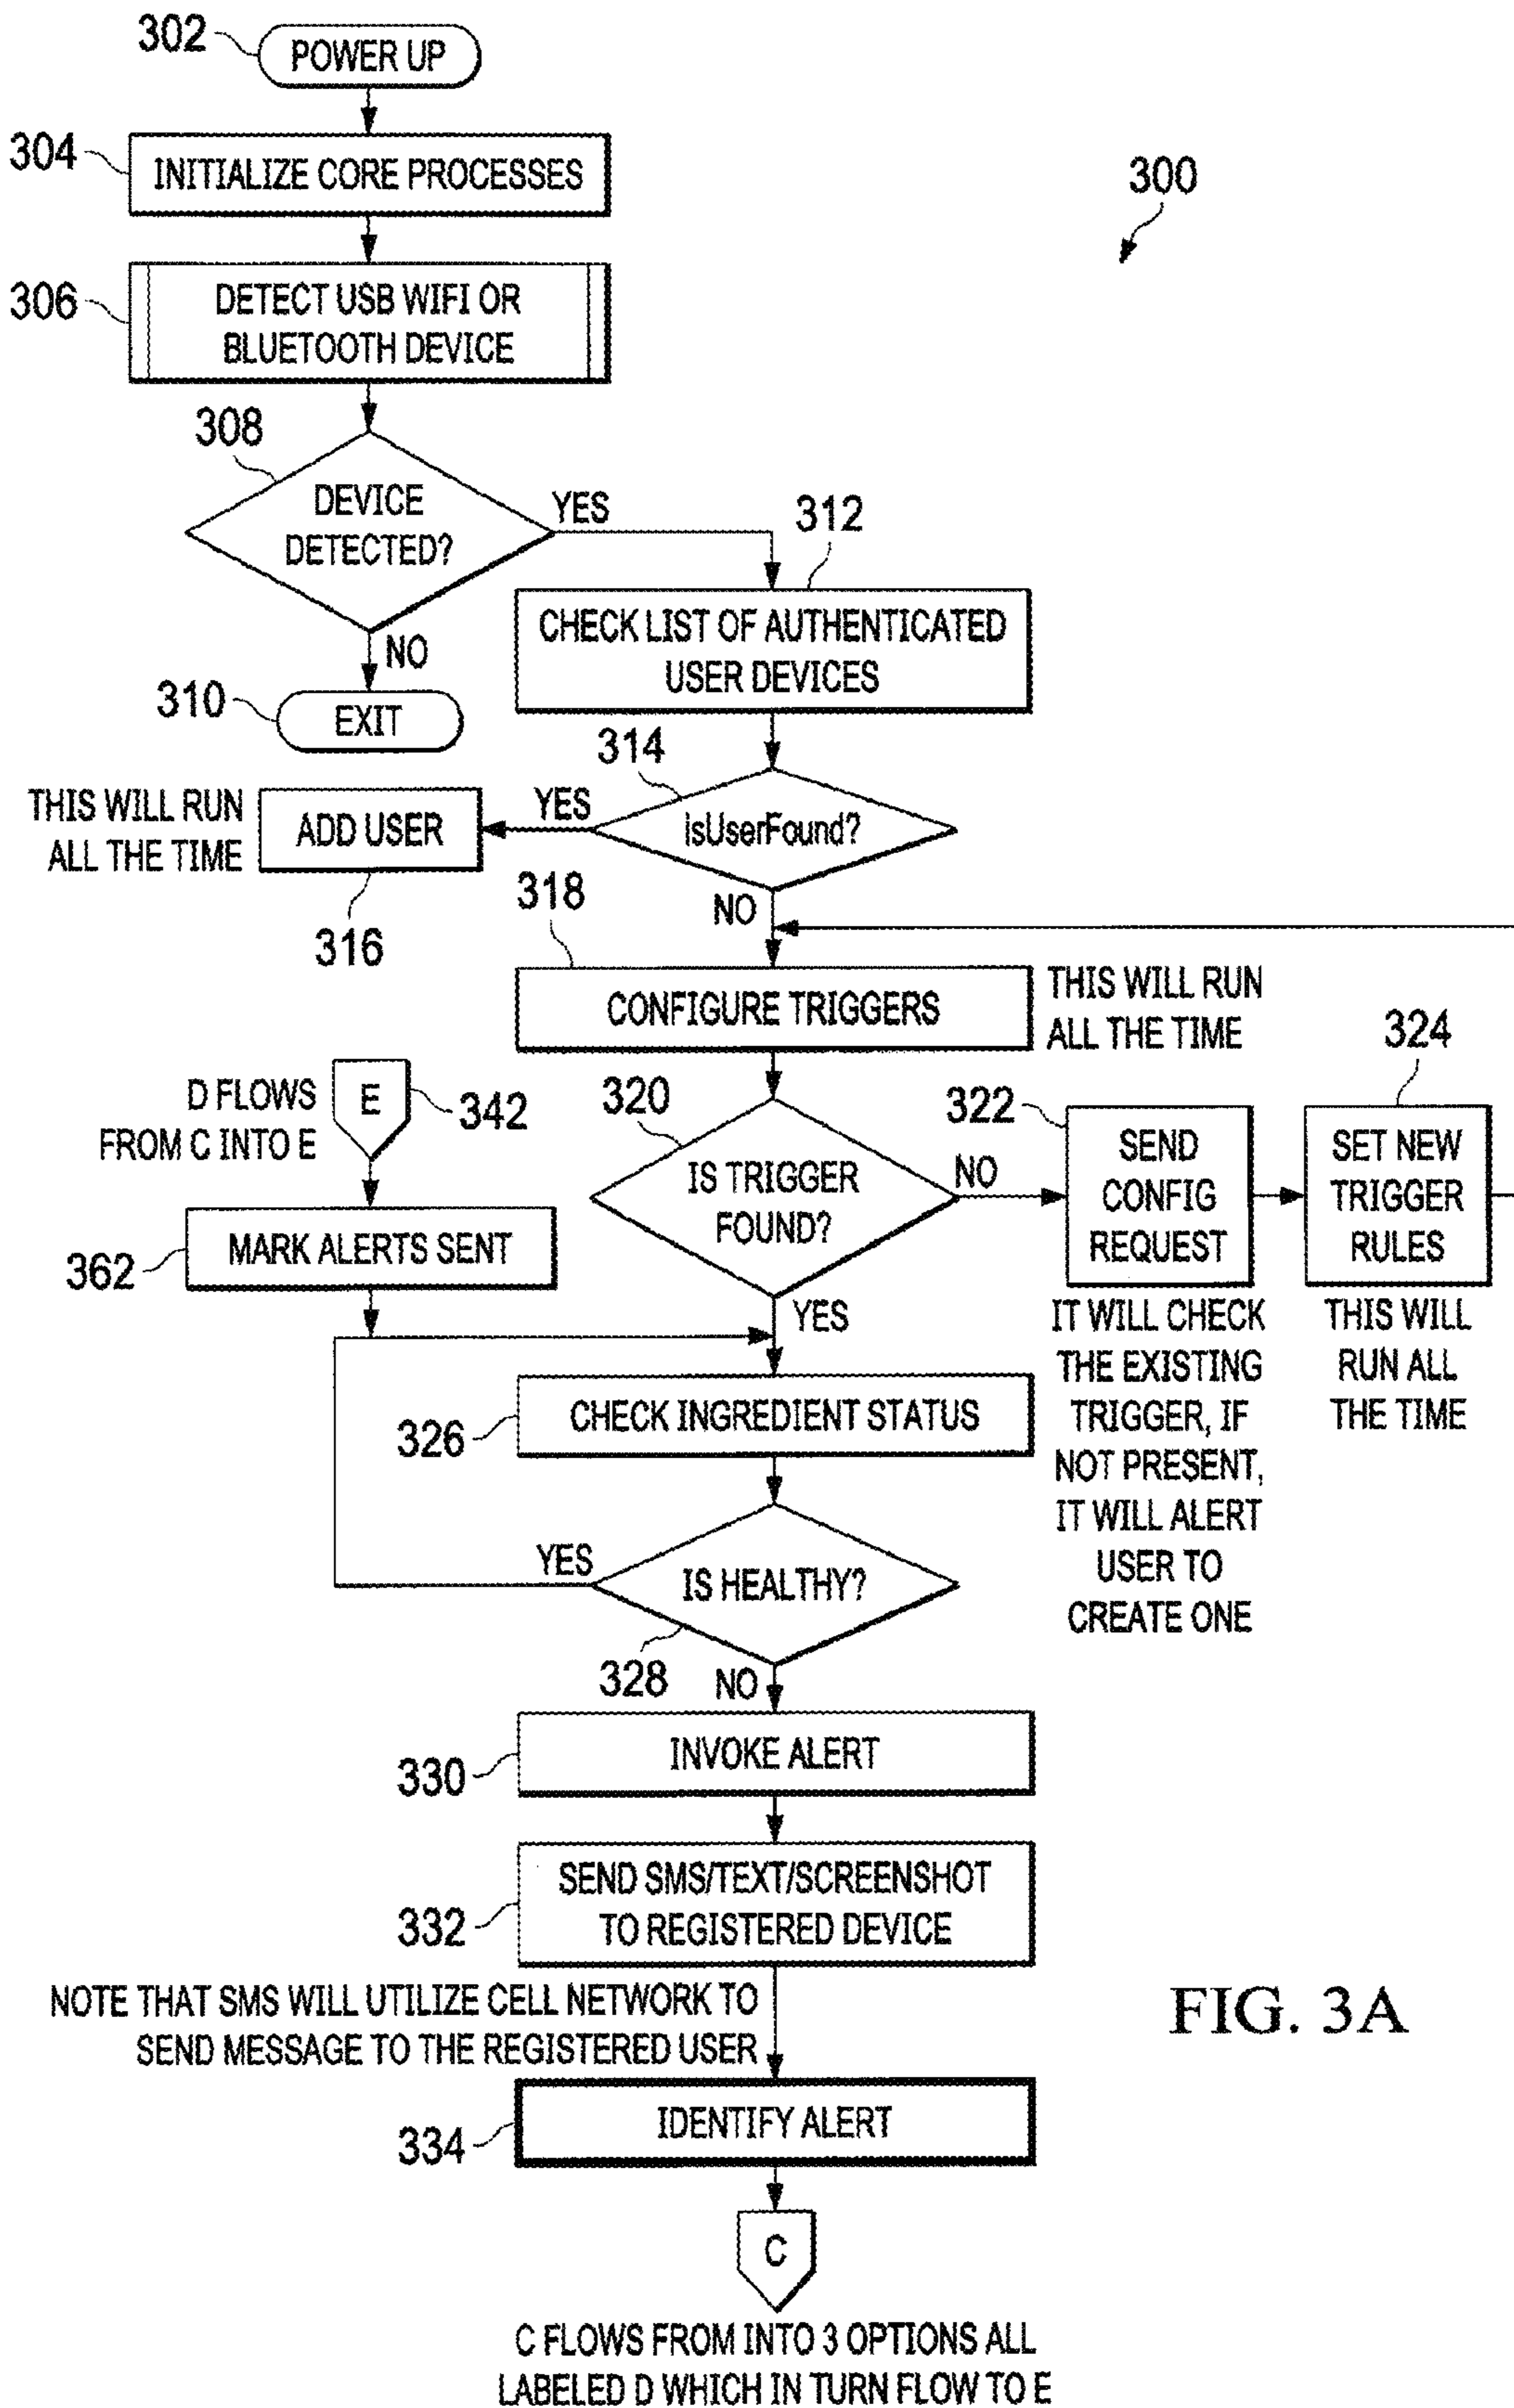 302
POWER UP
304
INITIALIZE CORE PROCESSES
300
306
DETECT USB WIFI OR
BLUETOOTH DEVICE
308
DEVICE
DETECTED?
YES
NO
310
EXIT
312
CHECK LIST OF AUTHENTICATED
USER DEVICES
314
isUserFound?
YES
THIS WILL RUN
ALL THE TIME
ADD USER
316
NO
318
CONFIGURE TRIGGERS
THIS WILL RUN
ALL THE TIME
D FLOWS
FROM C INTO E
E
342
362
MARK ALERTS SENT
320
IS TRIGGER
FOUND?
NO
322
SEND
CONFIG
REQUEST
IT WILL CHECK
THE EXISTING
TRIGGER, IF
NOT PRESENT,
IT WILL ALERT
USER TO
CREATE ONE
324
SET NEW
TRIGGER
RULES
THIS WILL
RUN ALL
THE TIME
YES
326
CHECK INGREDIENT STATUS
YES
IS HEALTHY?
328
NO
330
INVOKE ALERT
332
SEND SMS/TEXT/SCREENSHOT
TO REGISTERED DEVICE
NOTE THAT SMS WILL UTILIZE CELL NETWORK TO
SEND MESSAGE TO THE REGISTERED USER
FIG. 3A
334
IDENTIFY ALERT
C
C FLOWS FROM INTO 3 OPTIONS ALL
LABELED D WHICH IN TURN FLOW TO E